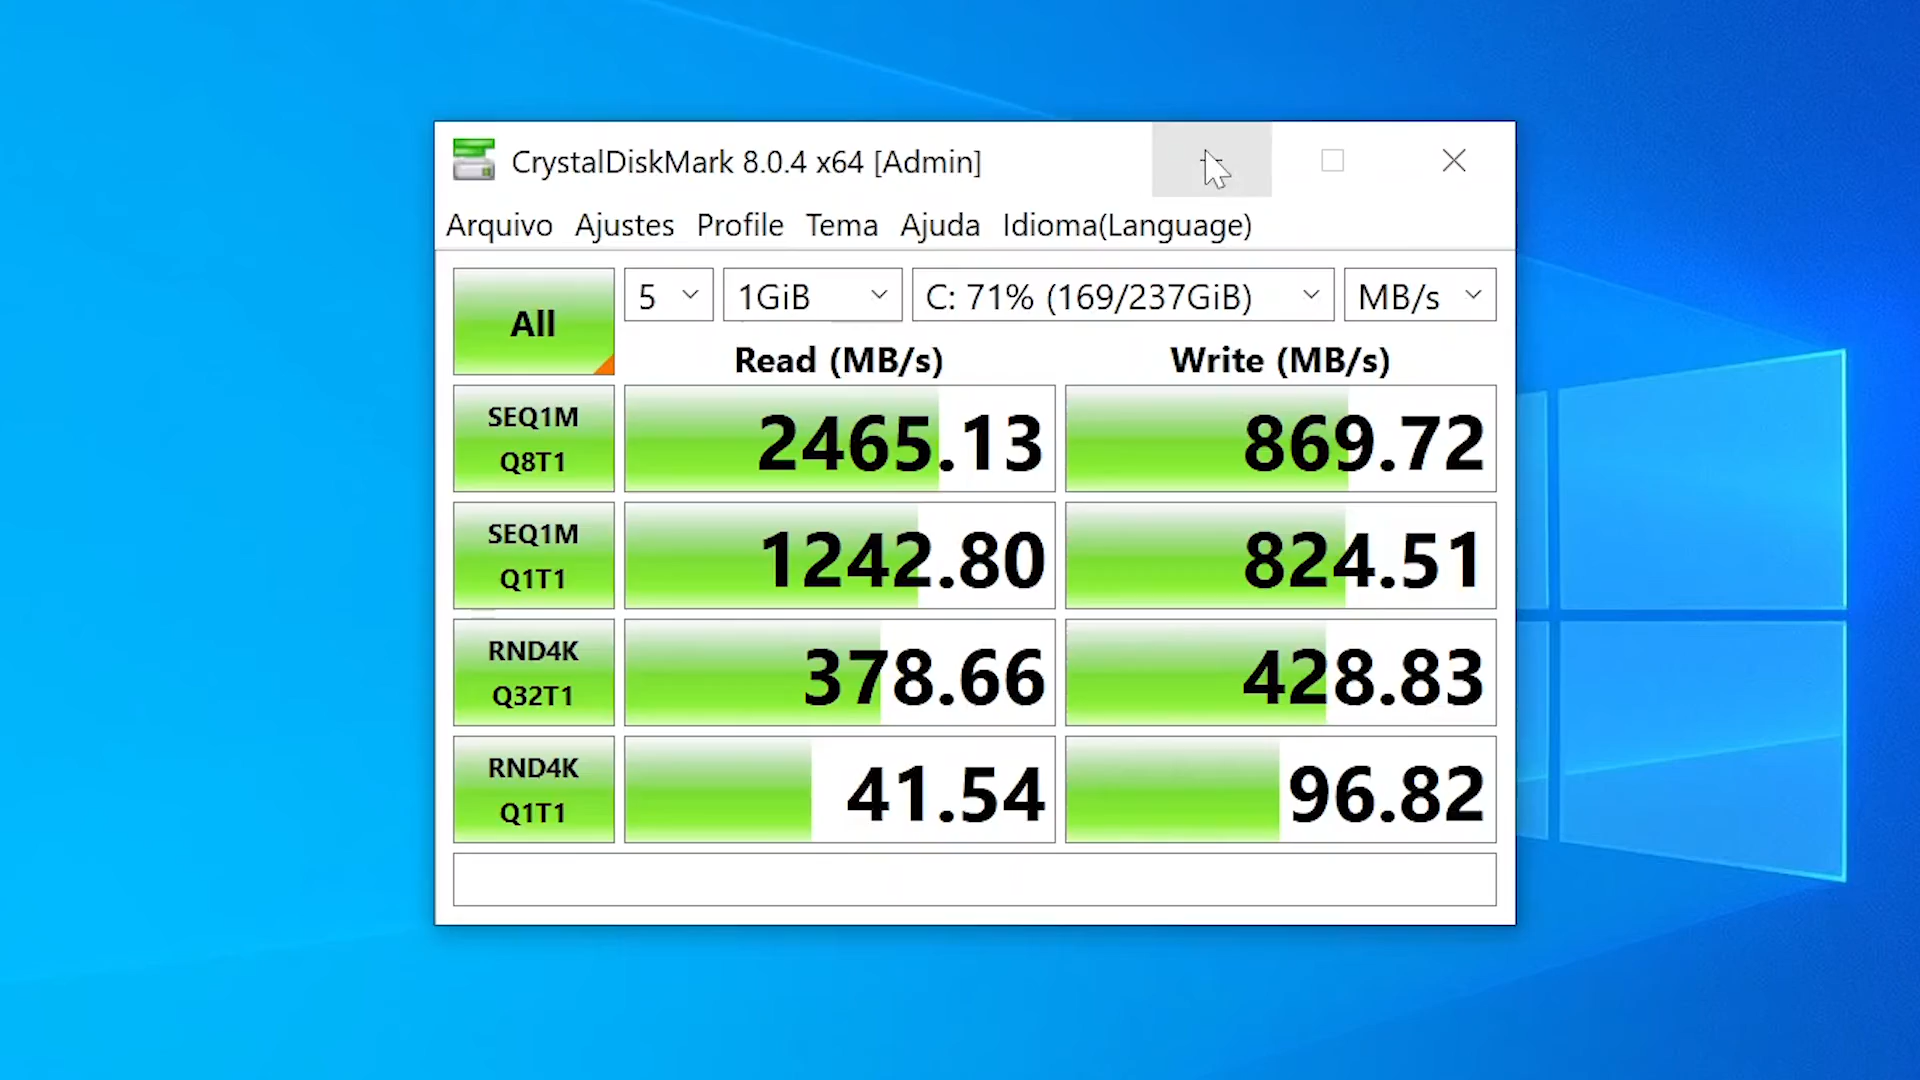 CrystalDiskMark 8.0.4 x64 [Admin]
Arquivo Ajustes Profile Tema Ajuda Idioma(Language)
All 5 1GiB C: 71% (169/237GiB) MB/s
Read (MB/s) Write (MB/s)
SEQ1M
Q8T1
2465.13 869.72
SEQ1M
Q1T1
1242.80 824.51
RND4K
Q32T1
378.66 428.83
RND4K
Q1T1
41.54 96.82